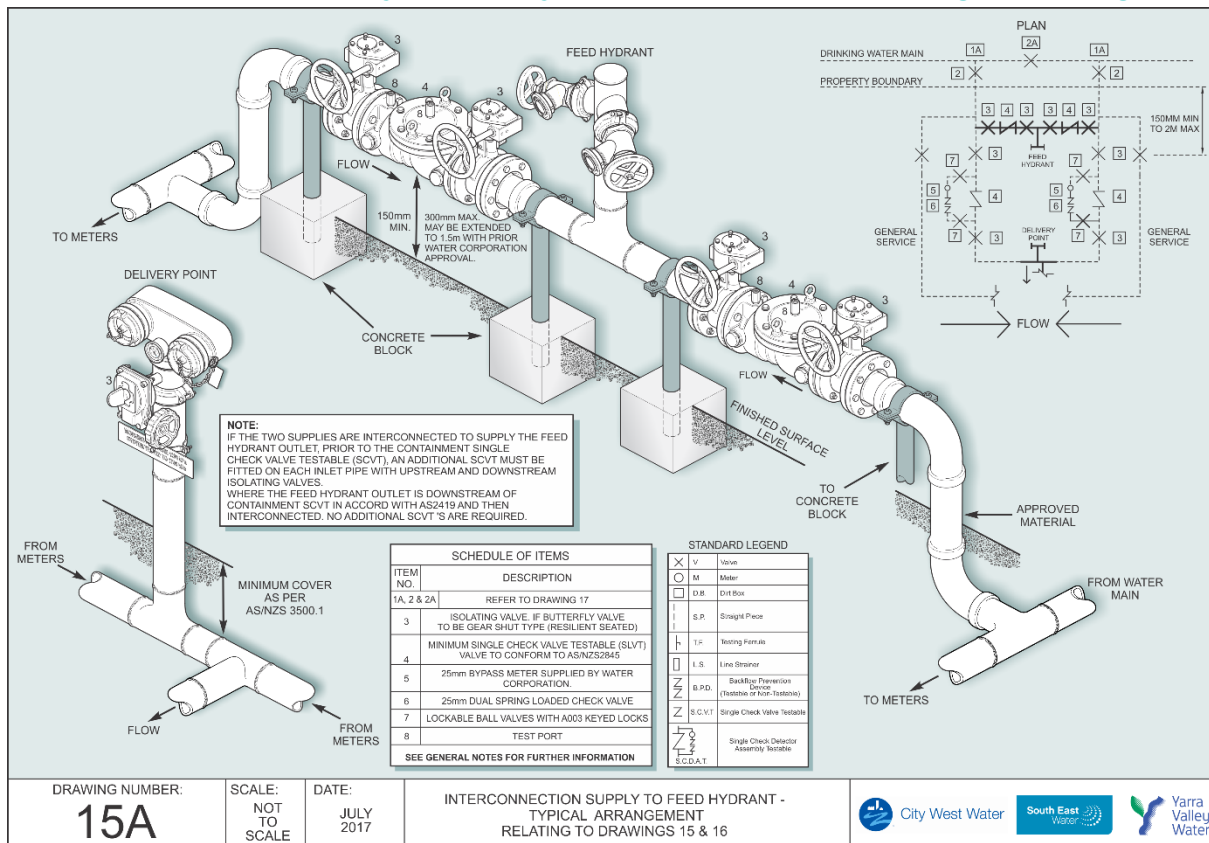 3
8
4
8
3
FEED HYDRANT
FLOW
150mm
MIN.
300mm MAX.
MAY BE EXTENDED
TO 1.5m WITH PRIOR
WATER CORPORATION
APPROVAL.
TO METERS
CONCRETE
BLOCK
3
8
4
8
3
FLOW
FINISHED SURFACE
LEVEL
TO
CONCRETE
BLOCK
APPROVED
MATERIAL
FROM WATER
MAIN
TO METERS
PLAN
DRINKING WATER MAIN
1A
2A
1A
PROPERTY BOUNDARY
2
2
3
4
3
3
4
3
150MM MIN
TO 2M MAX
FEED
HYDRANT
3
3
7
7
5
6
4
5
6
4
GENERAL
SERVICE
DELIVERY
POINT
GENERAL
SERVICE
7
3
7
3
FLOW
DELIVERY POINT
3
FROM
METERS
MINIMUM COVER
AS PER
AS/NZS 3500.1
FLOW
FROM
METERS
NOTE:
IF THE TWO SUPPLIES ARE INTERCONNECTED TO SUPPLY THE FEED
HYDRANT OUTLET, PRIOR TO THE CONTAINMENT SINGLE
CHECK VALVE TESTABLE (SCVT), AN ADDITIONAL SCVT MUST BE
FITTED ON EACH INLET PIPE WITH UPSTREAM AND DOWNSTREAM
ISOLATING VALVES.
WHERE THE FEED HYDRANT OUTLET IS DOWNSTREAM OF
CONTAINMENT SCVT IN ACCORD WITH AS2419 AND THEN
INTERCONNECTED. NO ADDITIONAL SCVT 'S ARE REQUIRED.
SCHEDULE OF ITEMS
ITEM NO. DESCRIPTION
1A, 2 & 2A REFER TO DRAWING 17
3 ISOLATING VALVE. IF BUTTERFLY VALVE
TO BE GEAR SHUT TYPE (RESILIENT SEATED)
4 MINIMUM SINGLE CHECK VALVE TESTABLE (SLVT)
VALVE TO CONFORM TO AS/NZS2845
5 25mm BYPASS METER SUPPLIED BY WATER
CORPORATION.
6 25mm DUAL SPRING LOADED CHECK VALVE
7 LOCKABLE BALL VALVES WITH A003 KEYED LOCKS
8 TEST PORT
SEE GENERAL NOTES FOR FURTHER INFORMATION
STANDARD LEGEND
V Valve
M Meter
D.B. Dirt Box
S.P. Straight Piece
T.F. Testing Ferrule
L.S. Line Strainer
B.P.D. Backflow Prevention
Device
(Testable or Non-Testable)
S.C.V.T Single Check Valve Testable
S.C.D.A.T. Single Check Detector
Assembly Testable
DRAWING NUMBER:
15A
SCALE:
NOT
TO
SCALE
DATE:
JULY
2017
INTERCONNECTION SUPPLY TO FEED HYDRANT -
TYPICAL ARRANGEMENT
RELATING TO DRAWINGS 15 & 16
City West Water
South East
Water
Yarra
Valley
Water